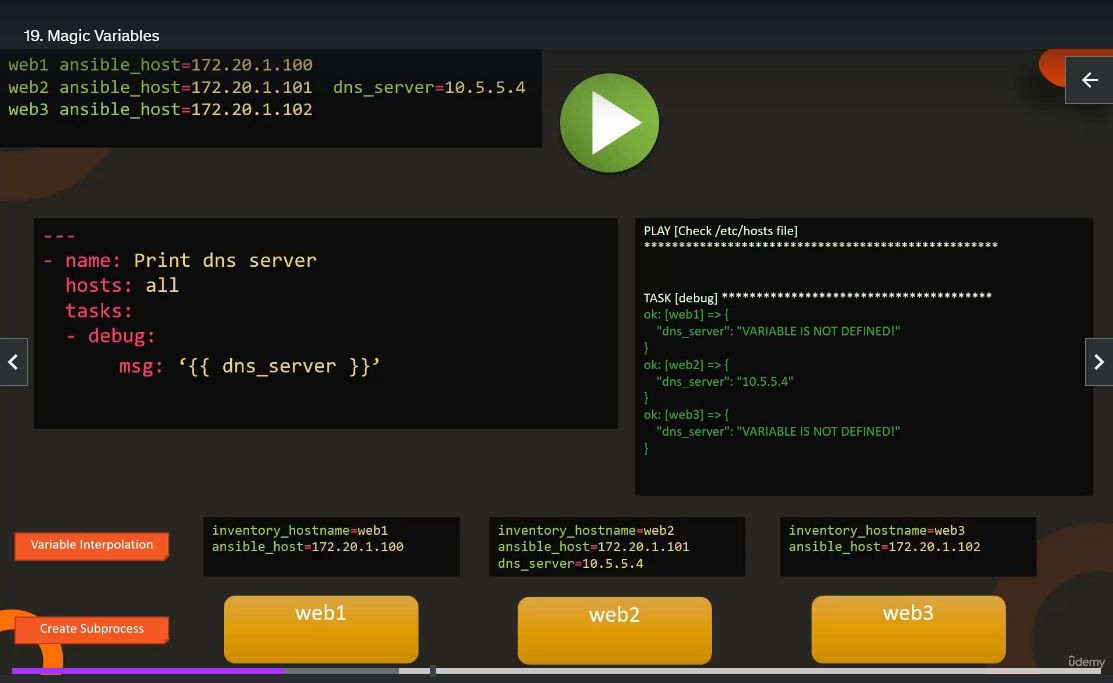 19. Magic Variables
web1 ansible_host=172.20.1.100
web2 ansible_host=172.20.1.101  dns_server=10.5.5.4
web3 ansible_host=172.20.1.102
---
- name: Print dns server
  hosts: all
  tasks:
  - debug:
      msg: ‘{{ dns_server }}’
PLAY [Check /etc/hosts file]
***************************************************
TASK [debug] ***************************************
ok: [web1] => {
    "dns_server": "VARIABLE IS NOT DEFINED!"
}
ok: [web2] => {
    "dns_server": "10.5.5.4"
}
ok: [web3] => {
    "dns_server": "VARIABLE IS NOT DEFINED!"
}
Variable Interpolation
inventory_hostname=web1
ansible_host=172.20.1.100
inventory_hostname=web2
ansible_host=172.20.1.101
dns_server=10.5.5.4
inventory_hostname=web3
ansible_host=172.20.1.102
Create Subprocess
web1
web2
web3
ûdemy